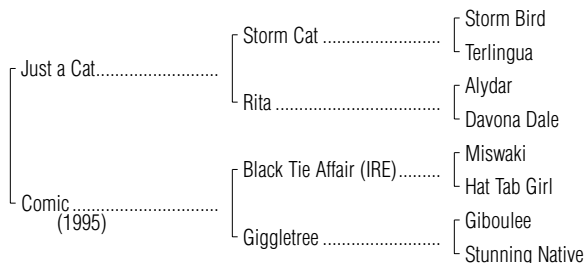 Storm Bird
Storm Cat ........................
Terlingua
Just a Cat.........................
Alydar
Rita .................................
Davona Dale
Miswaki
Black Tie Affair (IRE).........
Hat Tab Girl
Comic ........................
(1995)
Giboulee
Giggletree ........................
Stunning Native